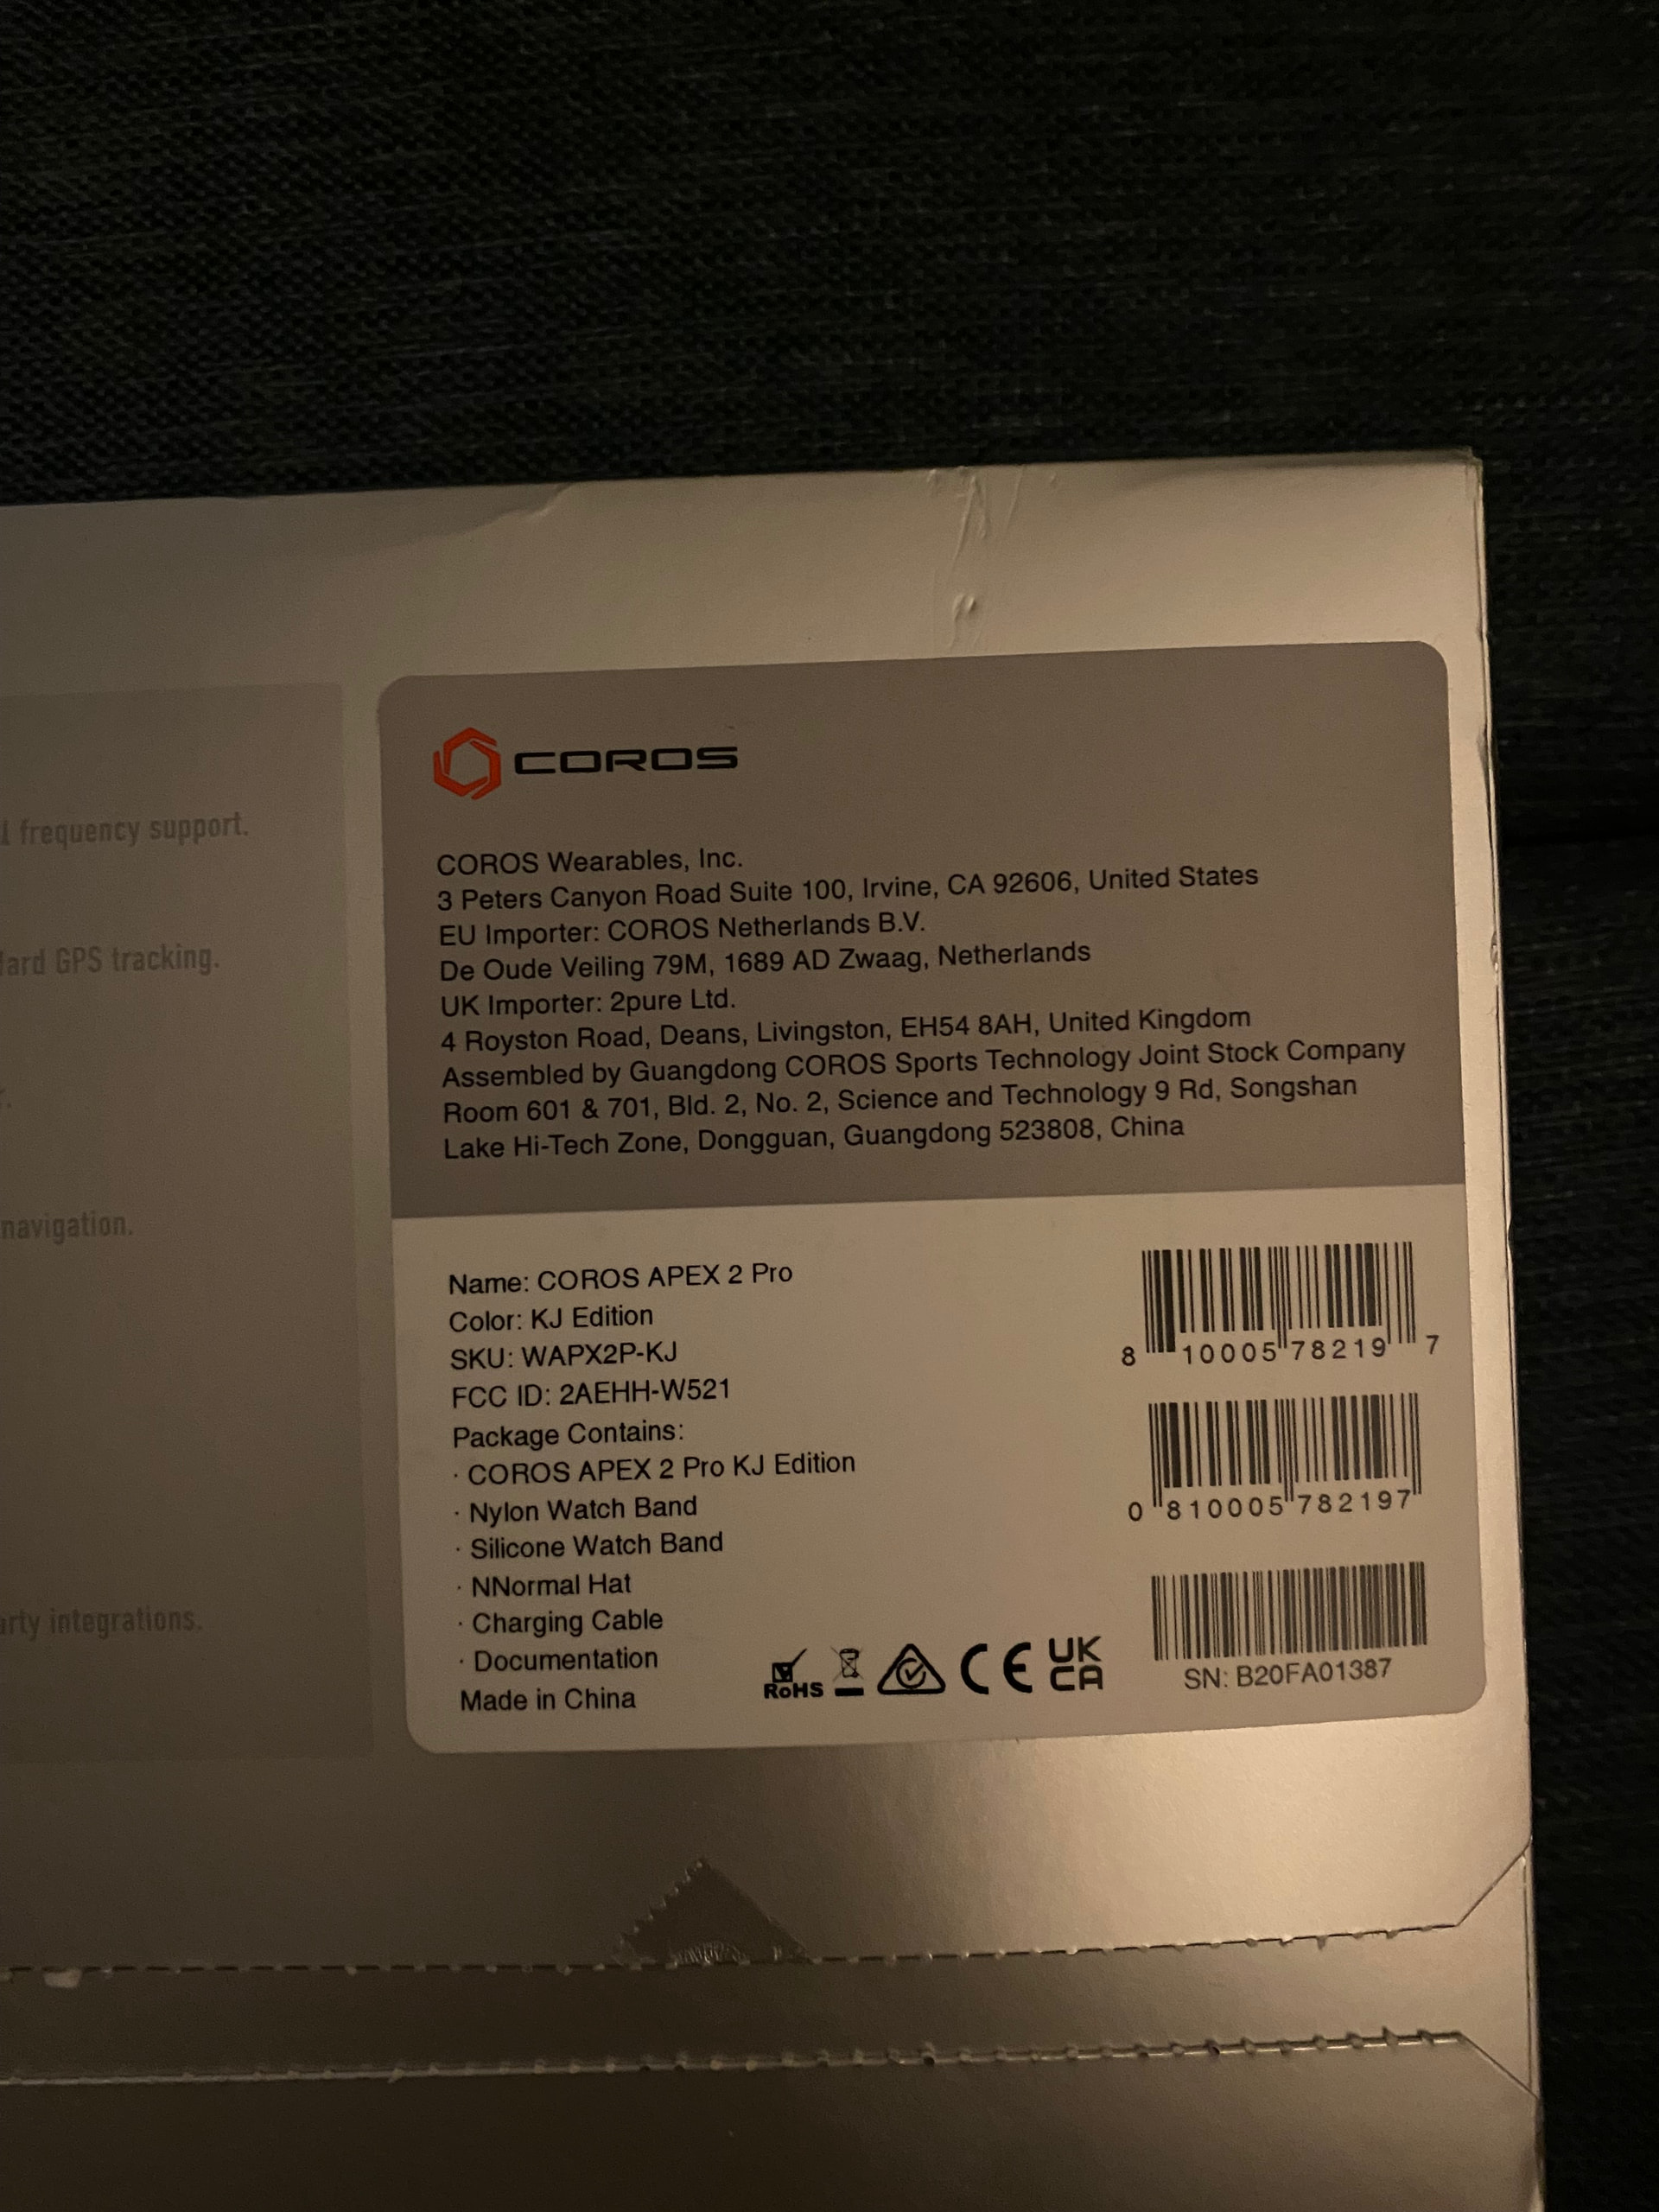 frequency support.
GPS tracking.
navigation.
integrations.
COROS
COROS Wearables, Inc.
3 Peters Canyon Road Suite 100, Irvine, CA 92606, United States
EU Importer: COROS Netherlands B.V.
De Oude Veiling 79M, 1689 AD Zwaag, Netherlands
UK Importer: 2pure Ltd.
4 Royston Road, Deans, Livingston, EH54 8AH, United Kingdom
Assembled by Guangdong COROS Sports Technology Joint Stock Company
Room 601 & 701, Bld. 2, No. 2, Science and Technology 9 Rd, Songshan
Lake Hi-Tech Zone, Dongguan, Guangdong 523808, China
Name: COROS APEX 2 Pro
Color: KJ Edition
SKU: WAPX2P-KJ
FCC ID: 2AEHH-W521
Package Contains:
· COROS APEX 2 Pro KJ Edition
· Nylon Watch Band
· Silicone Watch Band
· NNormal Hat
· Charging Cable
· Documentation
Made in China
RoHS
CE
UK
CA
8 10005 78219 7
0 810005 782197
SN: B20FA01387